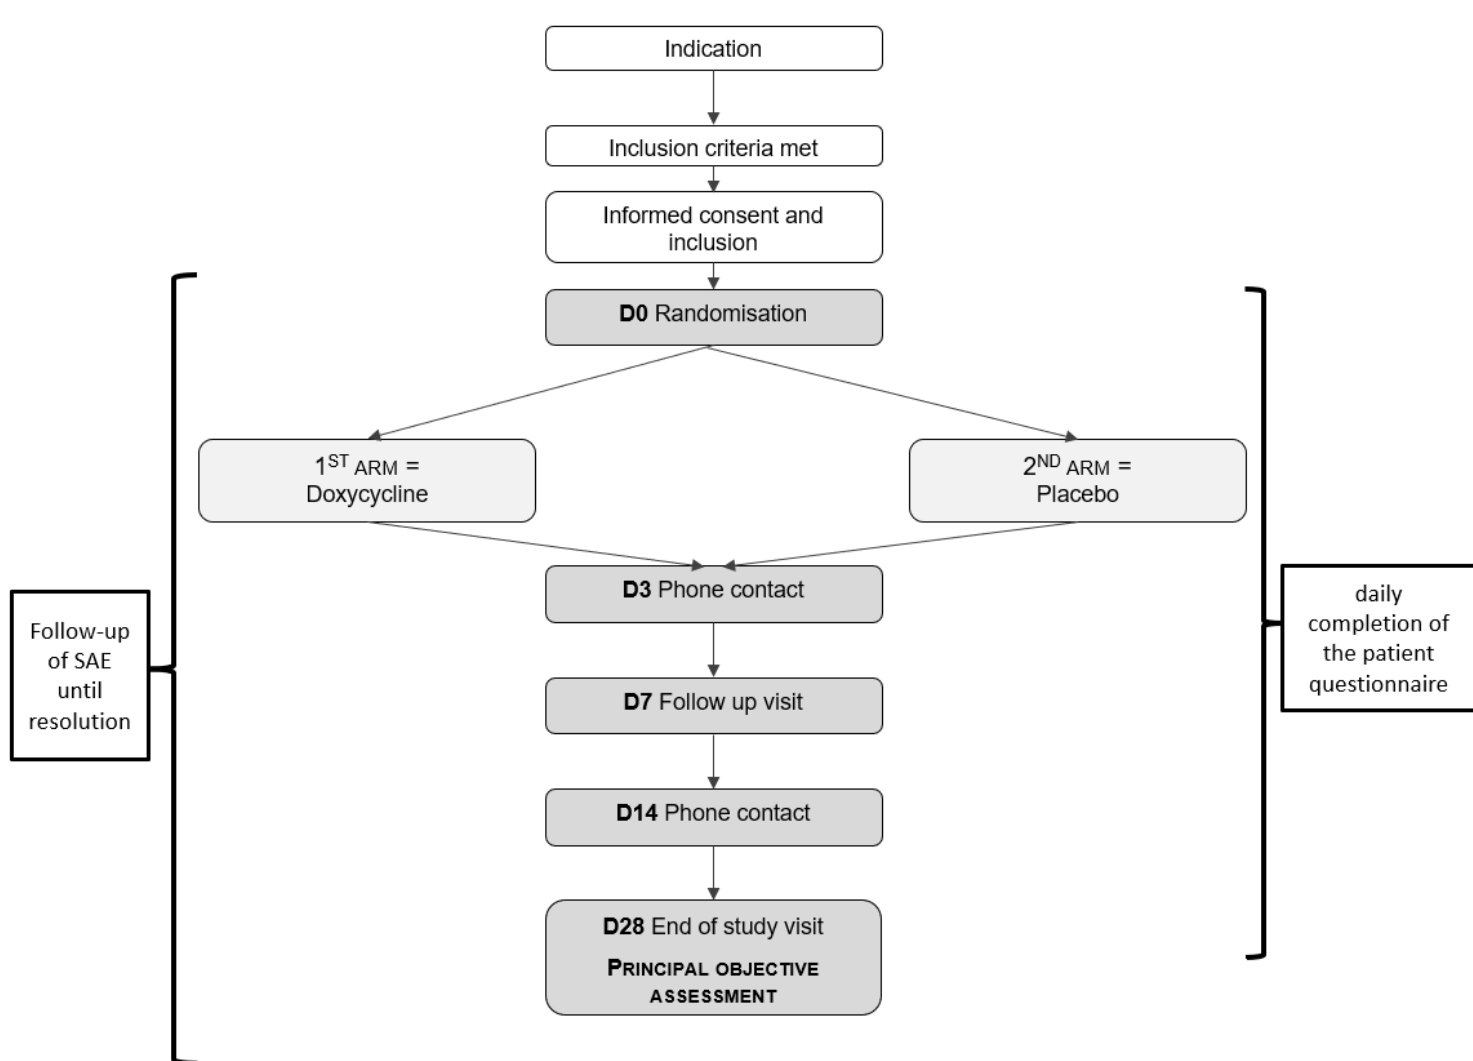 Indication
Inclusion criteria met
Informed consent and
inclusion
D0 Randomisation
1ST ARM =
Doxycycline
2ND ARM =
Placebo
D3 Phone contact
Follow-up
of SAE
until
resolution
daily
completion of
the patient
questionnaire
D7 Follow up visit
D14 Phone contact
D28 End of study visit
PRINCIPAL OBJECTIVE
ASSESSMENT